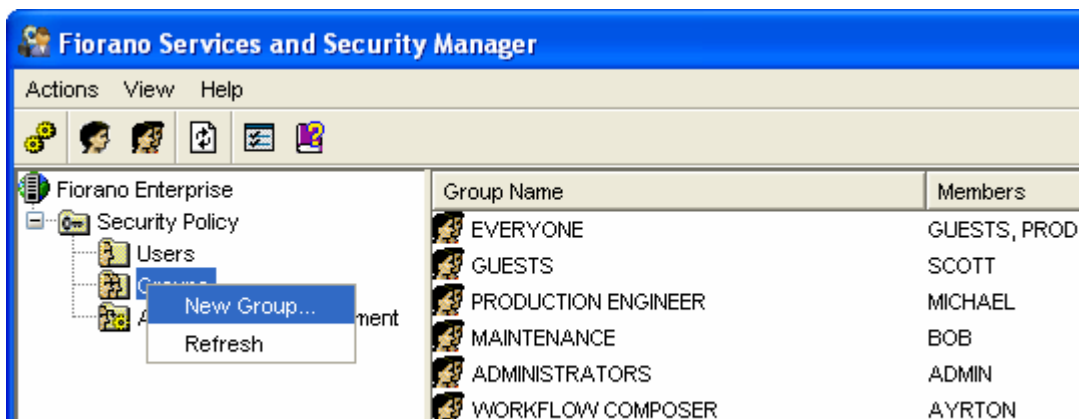 Fiorano Services and Security Manager
Actions View Help
Fiorano Enterprise
Security Policy
Users
Groups
New Group...
Refresh
Group Name Members
EVERYONE GUESTS, PROD
GUESTS SCOTT
PRODUCTION ENGINEER MICHAEL
MAINTENANCE BOB
ADMINISTRATORS ADMIN
WORKFLOW COMPOSER AYRTON